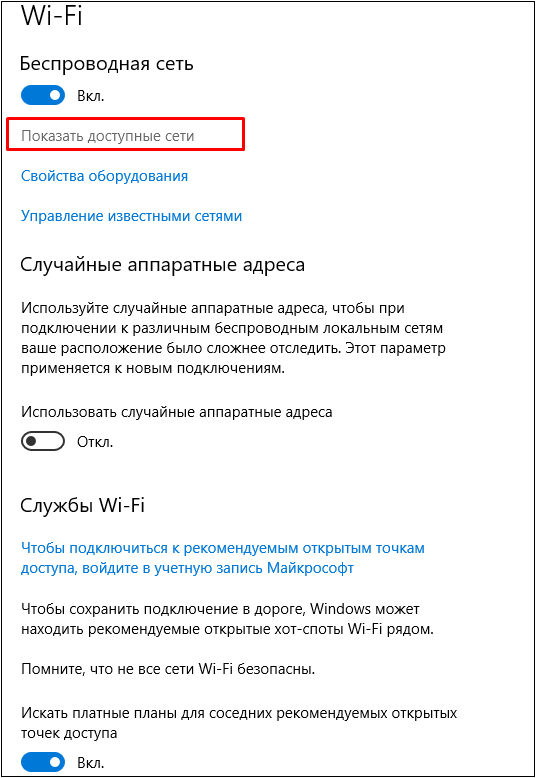 Wi-Fi
Беспроводная сеть
Вкл.
Показать доступные сети
Свойства оборудования
Управление известными сетями
Случайные аппаратные адреса
Используйте случайные аппаратные адреса, чтобы при
подключении к различным беспроводным локальным сетям
ваше расположение было сложнее отследить. Этот параметр
применяется к новым подключениям.
Использовать случайные аппаратные адреса
Откл.
Службы Wi-Fi
Чтобы подключиться к рекомендуемым открытым точкам
доступа, войдите в учетную запись Майкрософт
Чтобы сохранить подключение в дороге, Windows может
находить рекомендуемые открытые хот-споты Wi-Fi рядом.
Помните, что не все сети Wi-Fi безопасны.
Искать платные планы для соседних рекомендуемых открытых
точек доступа
Вкл.